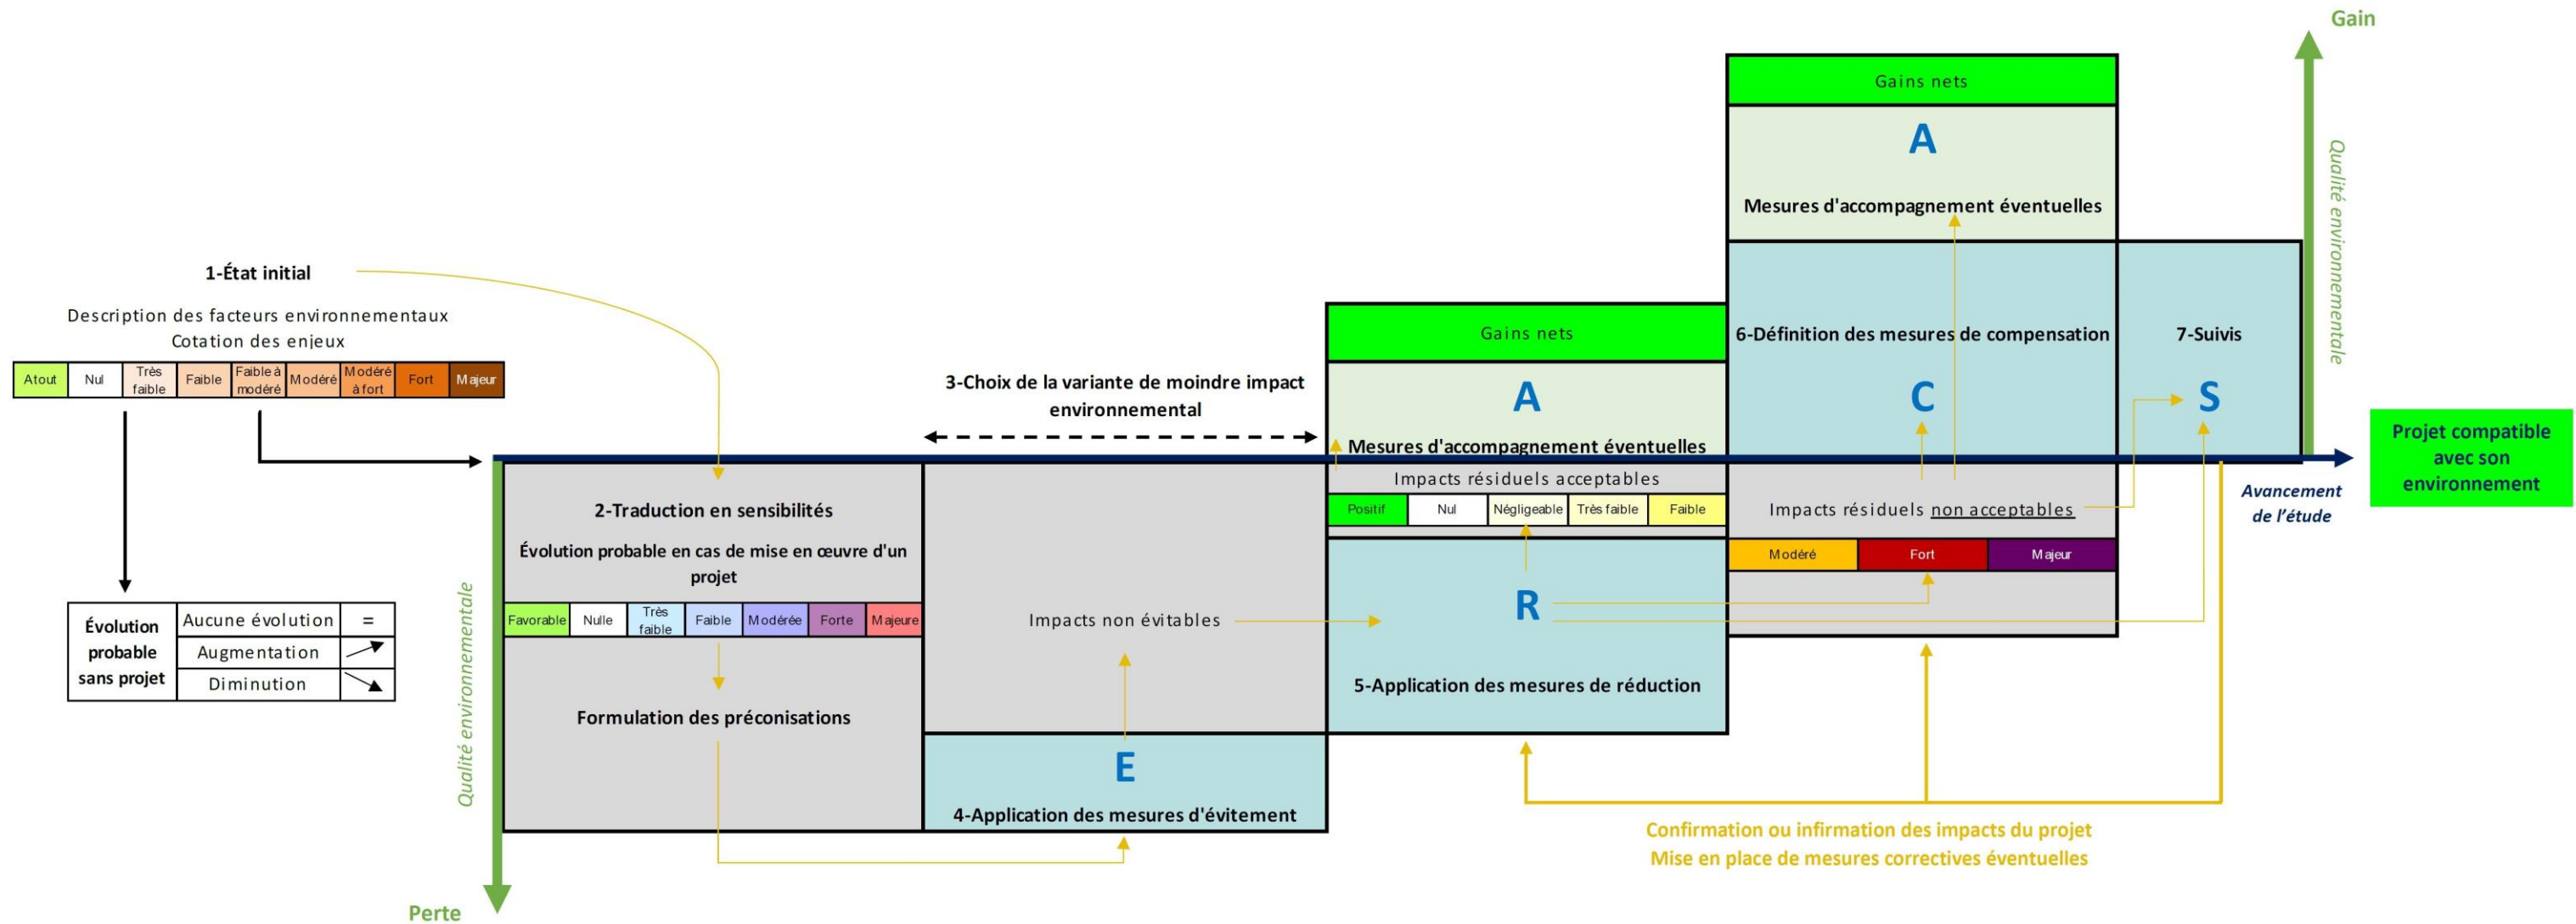 Gain
Qualité environnementale
Gains nets
A
Mesures d'accompagnement éventuelles
1-État initial
Description des facteurs environnementaux
Cotation des enjeux
Atout
Nul
Très faible
Faible
Faible à modéré
Modéré
Modéré à fort
Fort
Majeur
Évolution probable sans projet
Aucune évolution
=
Augmentation
Diminution
Qualité environnementale
Perte
2-Traduction en sensibilités
Évolution probable en cas de mise en œuvre d'un
projet
Favorable
Nulle
Très faible
Faible
Modérée
Forte
Majeure
Formulation des préconisations
3-Choix de la variante de moindre impact
environnemental
Impacts non évitables
E
4-Application des mesures d'évitement
Gains nets
A
Mesures d'accompagnement éventuelles
Impacts résiduels acceptables
Positif
Nul
Négligeable
Très faible
Faible
R
5-Application des mesures de réduction
6-Définition des mesures de compensation
C
Impacts résiduels non acceptables
Modéré
Fort
Majeur
7-Suivis
S
Avancement
de l'étude
Projet compatible
avec son
environnement
Confirmation ou infirmation des impacts du projet
Mise en place de mesures correctives éventuelles